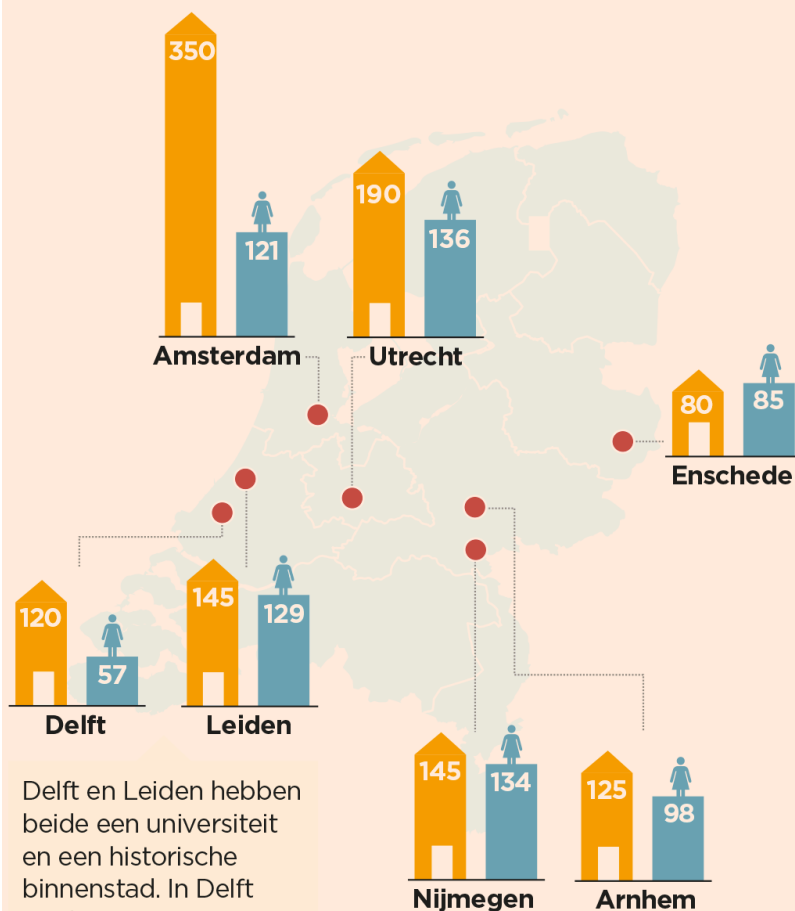 350
121
Amsterdam
190
136
Utrecht
80
85
Enschede
120
57
Delft
145
129
Leiden
145
134
Nijmegen
125
98
Arnhem
Delft en Leiden hebben
beide een universiteit
en een historische
binnenstad. In Delft